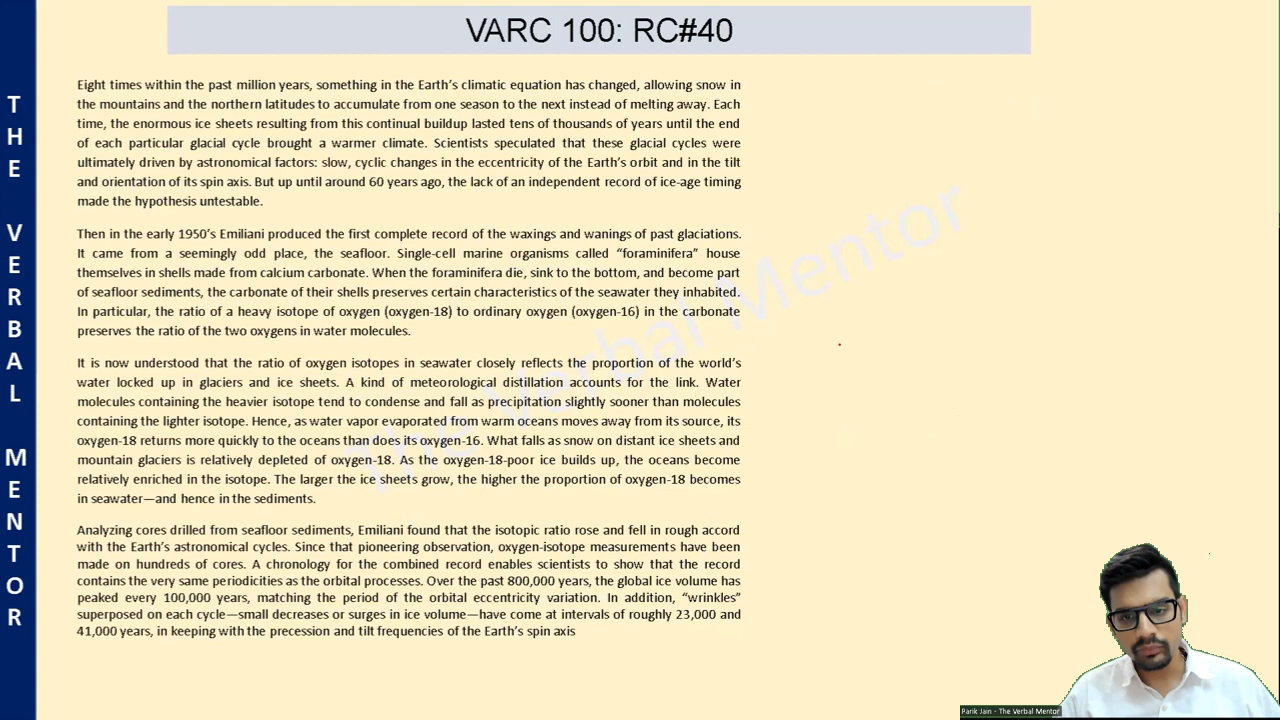 VARC 100: RC#40
THE VERBAL MENTOR
Eight times within the past million years, something in the Earth’s climatic equation has changed, allowing snow in
the mountains and the northern latitudes to accumulate from one season to the next instead of melting away. Each
time, the enormous ice sheets resulting from this continual buildup lasted tens of thousands of years until the end
of each particular glacial cycle brought a warmer climate. Scientists speculated that these glacial cycles were
ultimately driven by astronomical factors: slow, cyclic changes in the eccentricity of the Earth’s orbit and in the tilt
and orientation of its spin axis. But up until around 60 years ago, the lack of an independent record of ice-age timing
made the hypothesis untestable.
Then in the early 1950’s Emiliani produced the first complete record of the waxings and wanings of past glaciations.
It came from a seemingly odd place, the seafloor. Single-cell marine organisms called “foraminifera” house
themselves in shells made from calcium carbonate. When the foraminifera die, sink to the bottom, and become part
of seafloor sediments, the carbonate of their shells preserves certain characteristics of the seawater they inhabited.
In particular, the ratio of a heavy isotope of oxygen (oxygen-18) to ordinary oxygen (oxygen-16) in the carbonate
preserves the ratio of the two oxygens in water molecules.
It is now understood that the ratio of oxygen isotopes in seawater closely reflects the proportion of the world’s
water locked up in glaciers and ice sheets. A kind of meteorological distillation accounts for the link. Water
molecules containing the heavier isotope tend to condense and fall as precipitation slightly sooner than molecules
containing the lighter isotope. Hence, as water vapor evaporated from warm oceans moves away from its source, its
oxygen-18 returns more quickly to the oceans than does its oxygen-16. What falls as snow on distant ice sheets and
mountain glaciers is relatively depleted of oxygen-18. As the oxygen-18-poor ice builds up, the oceans become
relatively enriched in the isotope. The larger the ice sheets grow, the higher the proportion of oxygen-18 becomes
in seawater—and hence in the sediments.
Analyzing cores drilled from seafloor sediments, Emiliani found that the isotopic ratio rose and fell in rough accord
with the Earth’s astronomical cycles. Since that pioneering observation, oxygen-isotope measurements have been
made on hundreds of cores. A chronology for the combined record enables scientists to show that the record
contains the very same periodicities as the orbital processes. Over the past 800,000 years, the global ice volume has
peaked every 100,000 years, matching the period of the orbital eccentricity variation. In addition, “wrinkles”
superposed on each cycle—small decreases or surges in ice volume—have come at intervals of roughly 23,000 and
41,000 years, in keeping with the precession and tilt frequencies of the Earth’s spin axis
The Verbal Mentor
Parik Jain - The Verbal Mentor